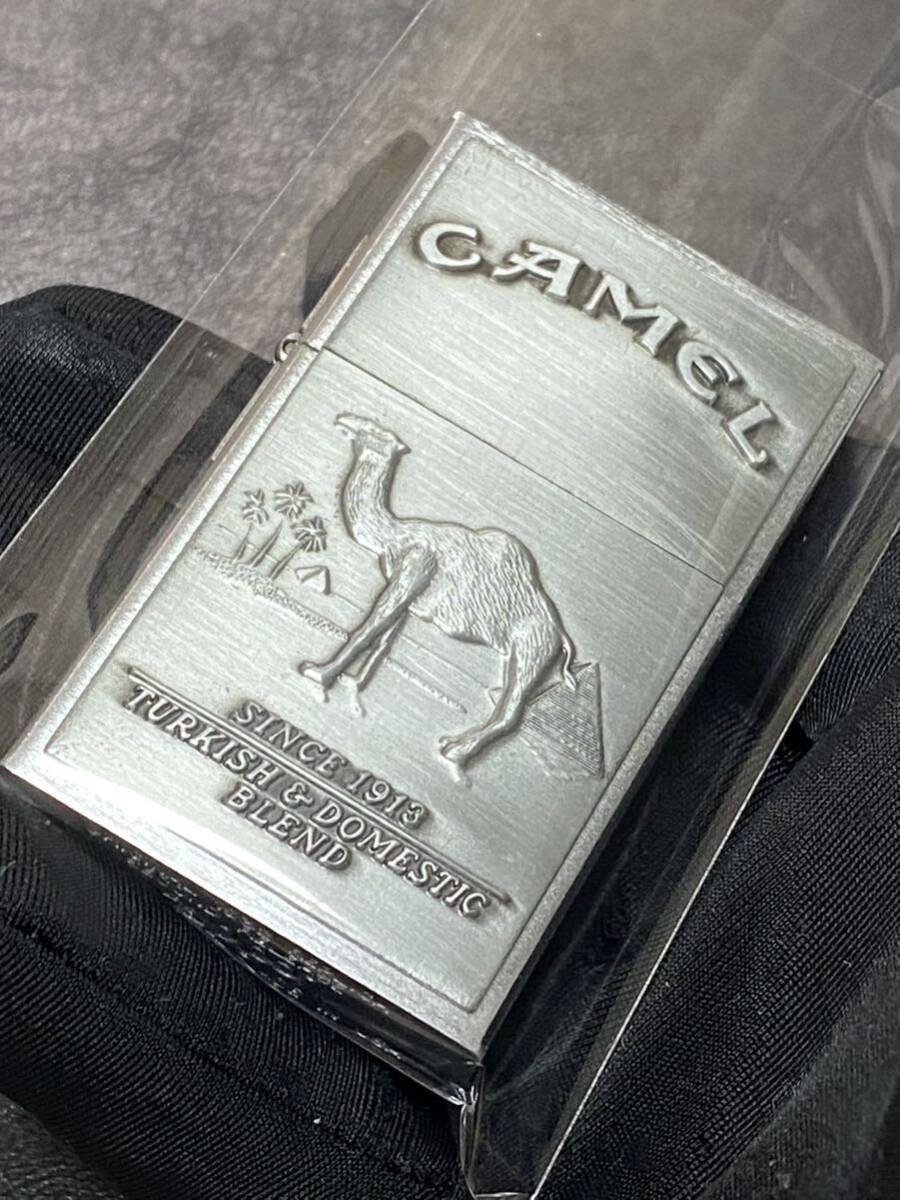 CAMEL
SINCE 1913
TURKISH & DOMESTIC
BLEND